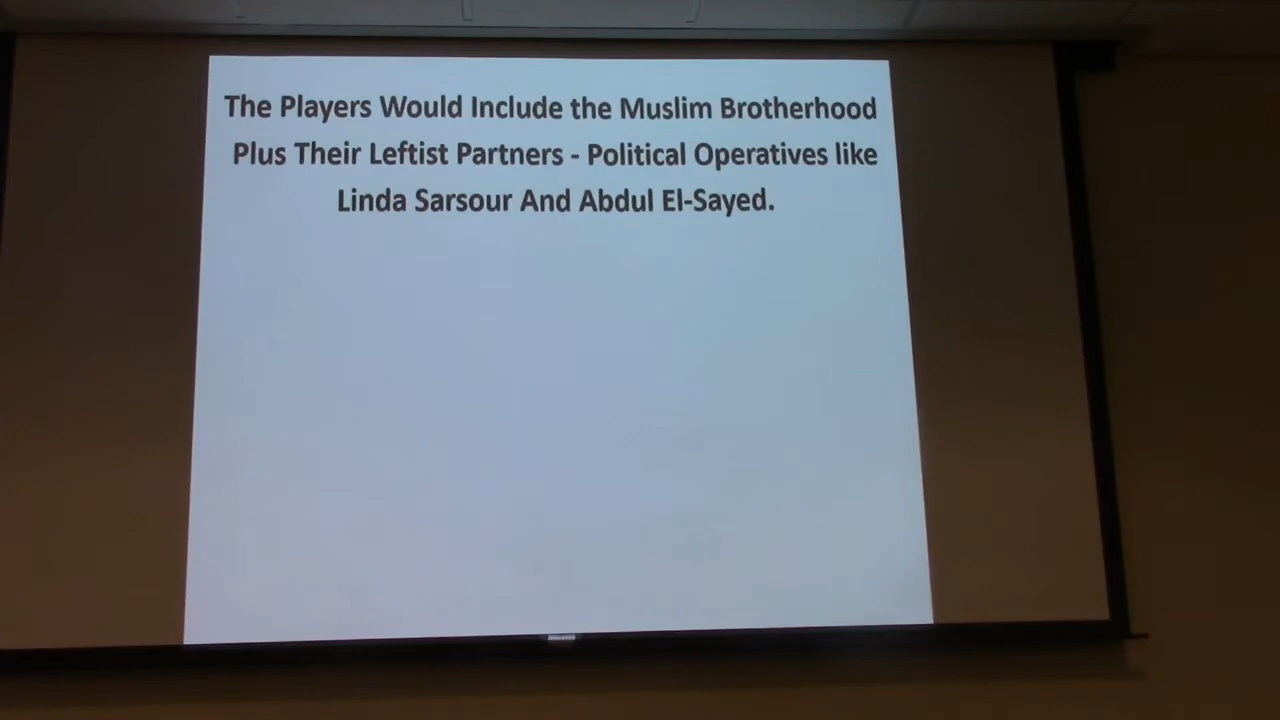 The Players Would Include the Muslim Brotherhood
Plus Their Leftist Partners - Political Operatives like
Linda Sarsour And Abdul El-Sayed.